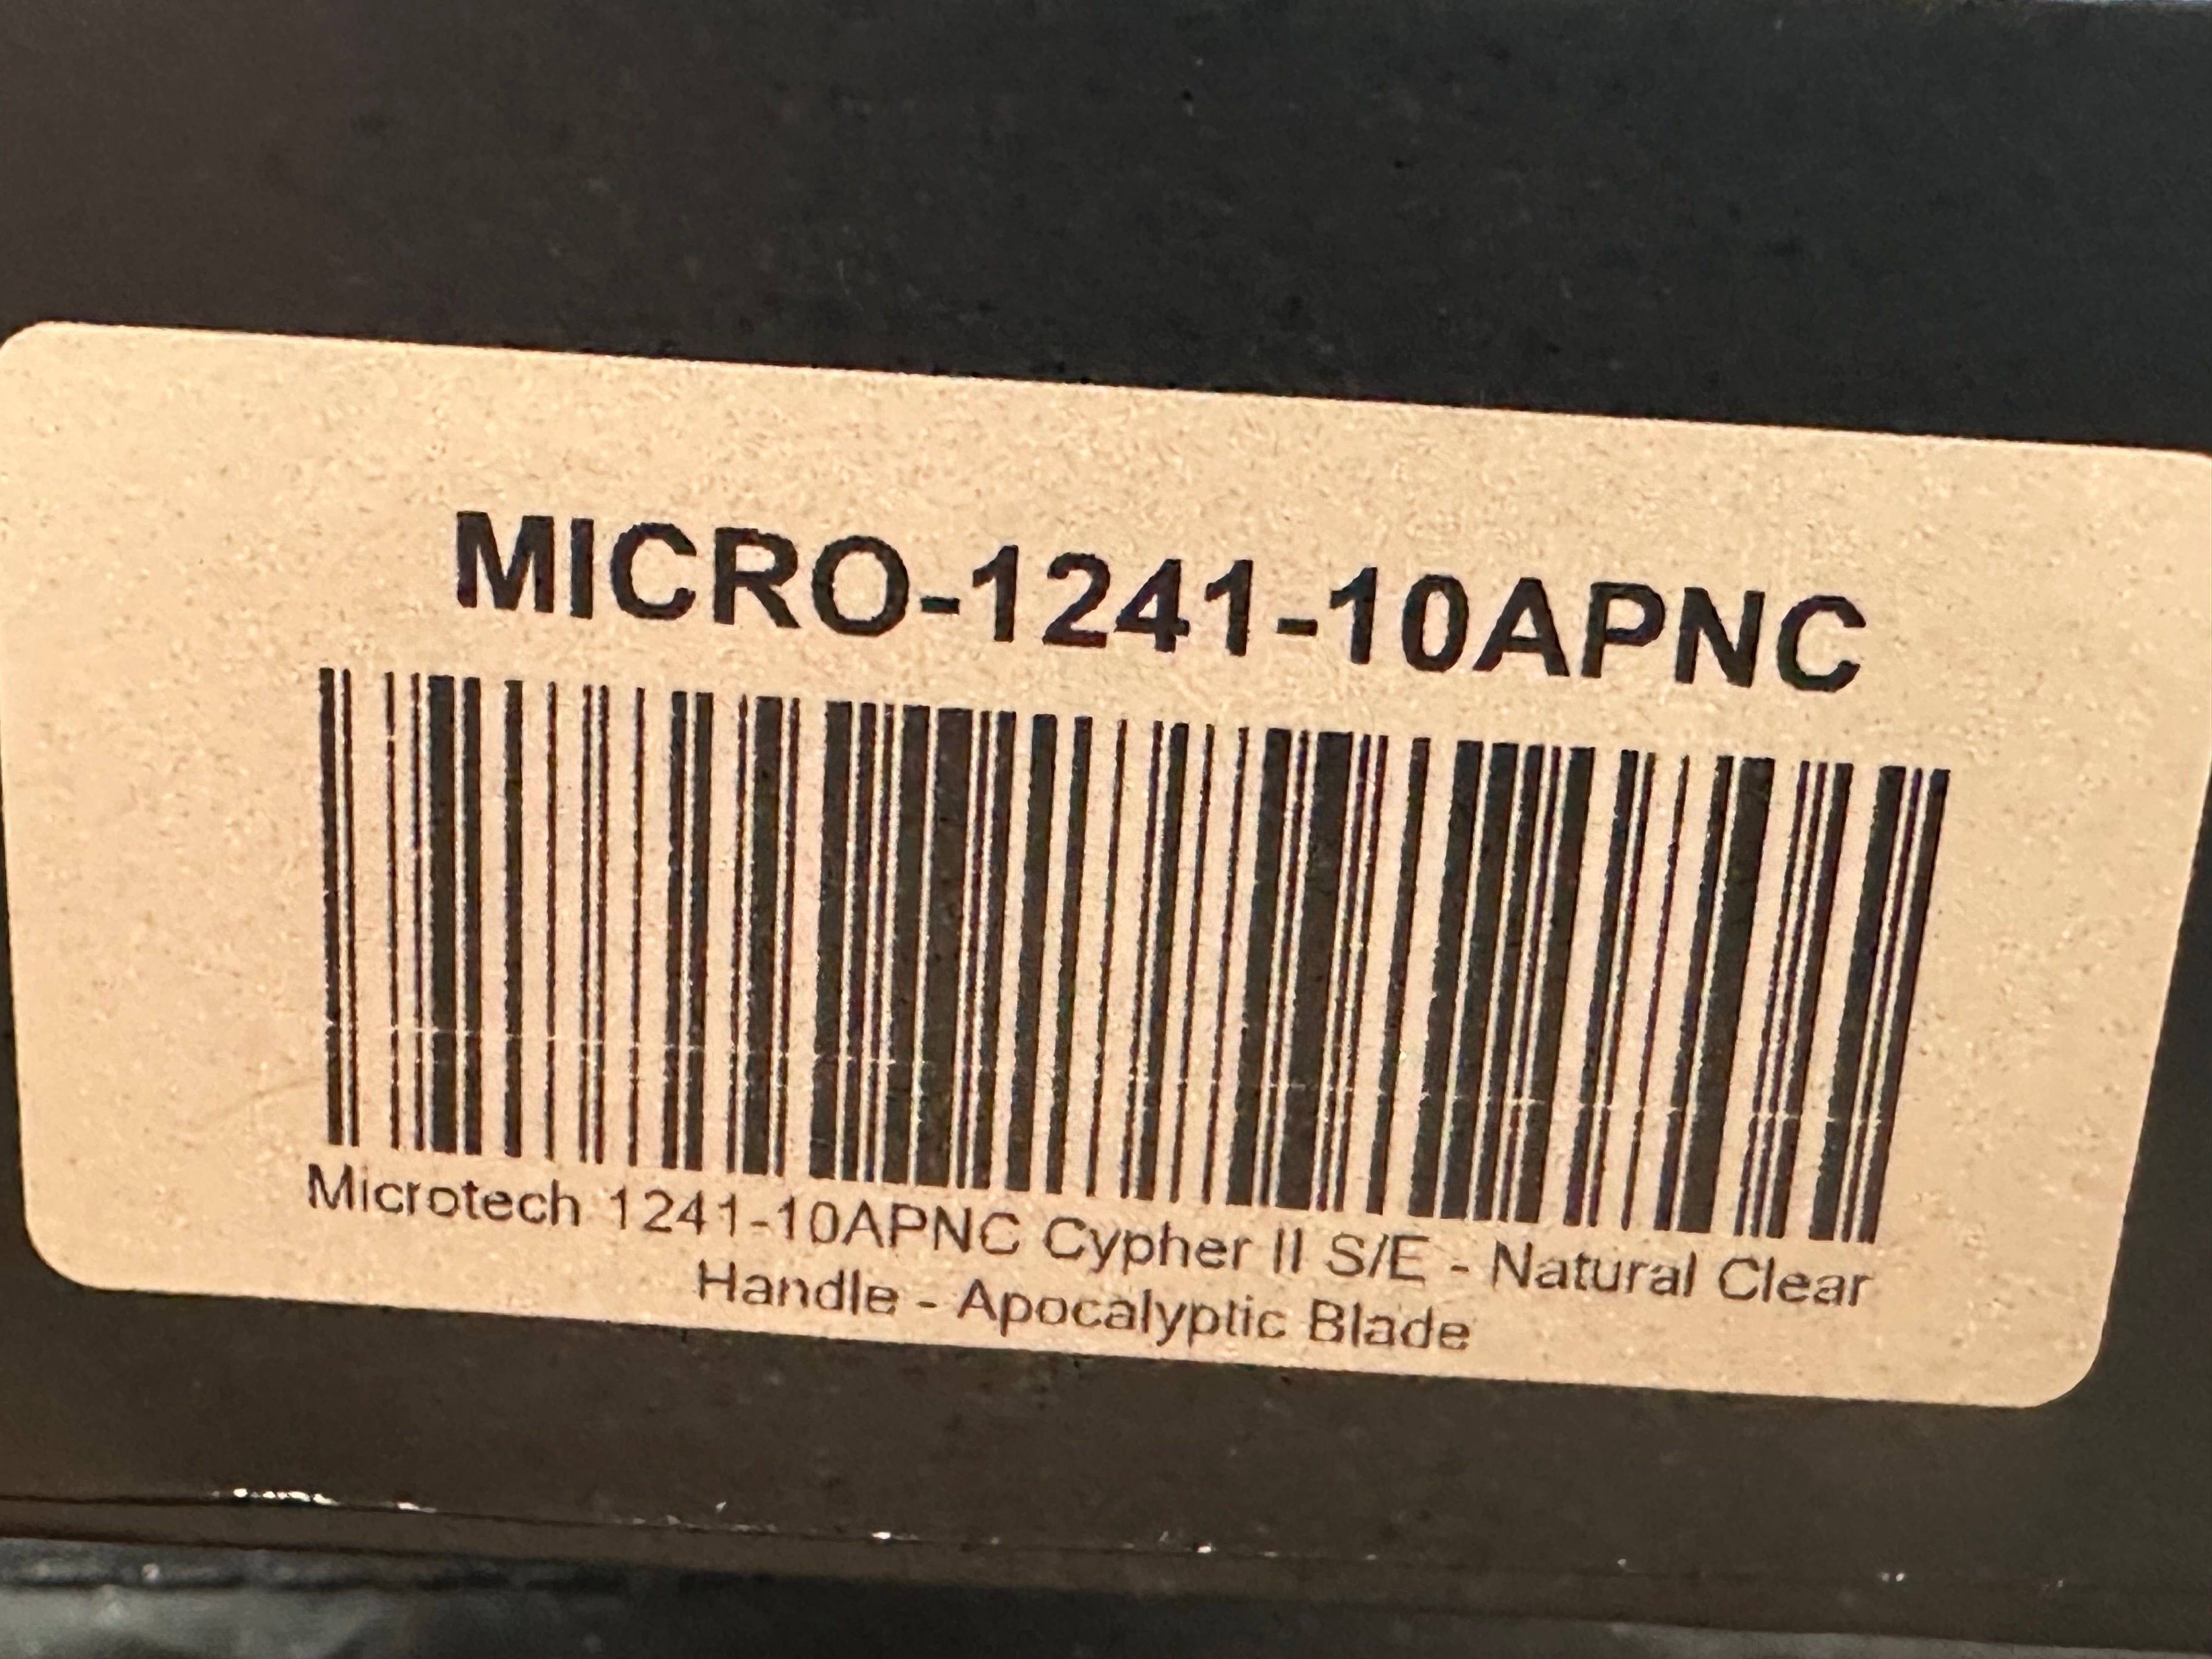 MICRO-1241-10APNC
Microtech 1241-10APNC Cypher II S/E - Natural Clear
Handle - Apocalyptic Blade